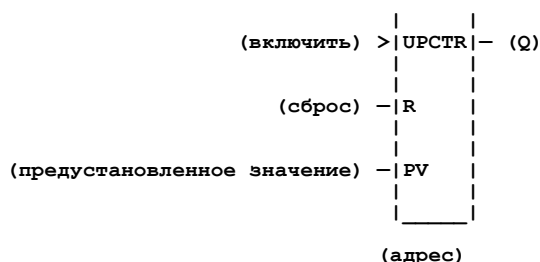 (включить) >|UPCTR|— (Q)
(сброс) —|R
(предустановленное значение) —|PV
(адрес)